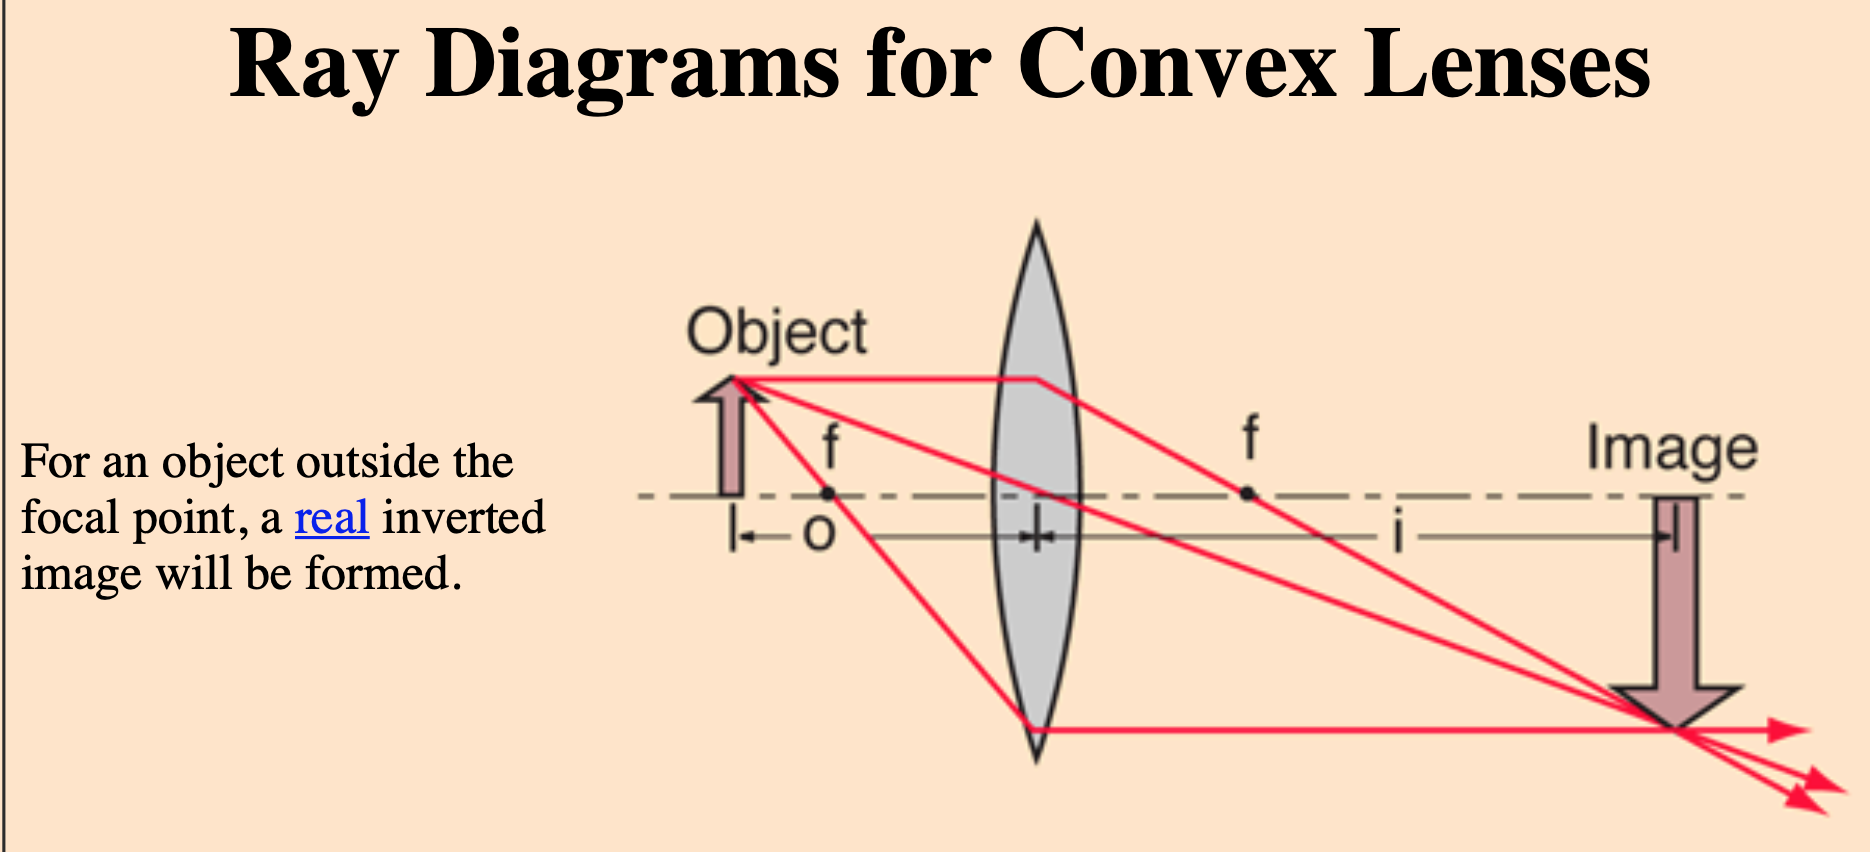 Ray Diagrams for Convex Lenses
Object
f
f
Image
For an object outside the
focal point, a real inverted
image will be formed.
o
i